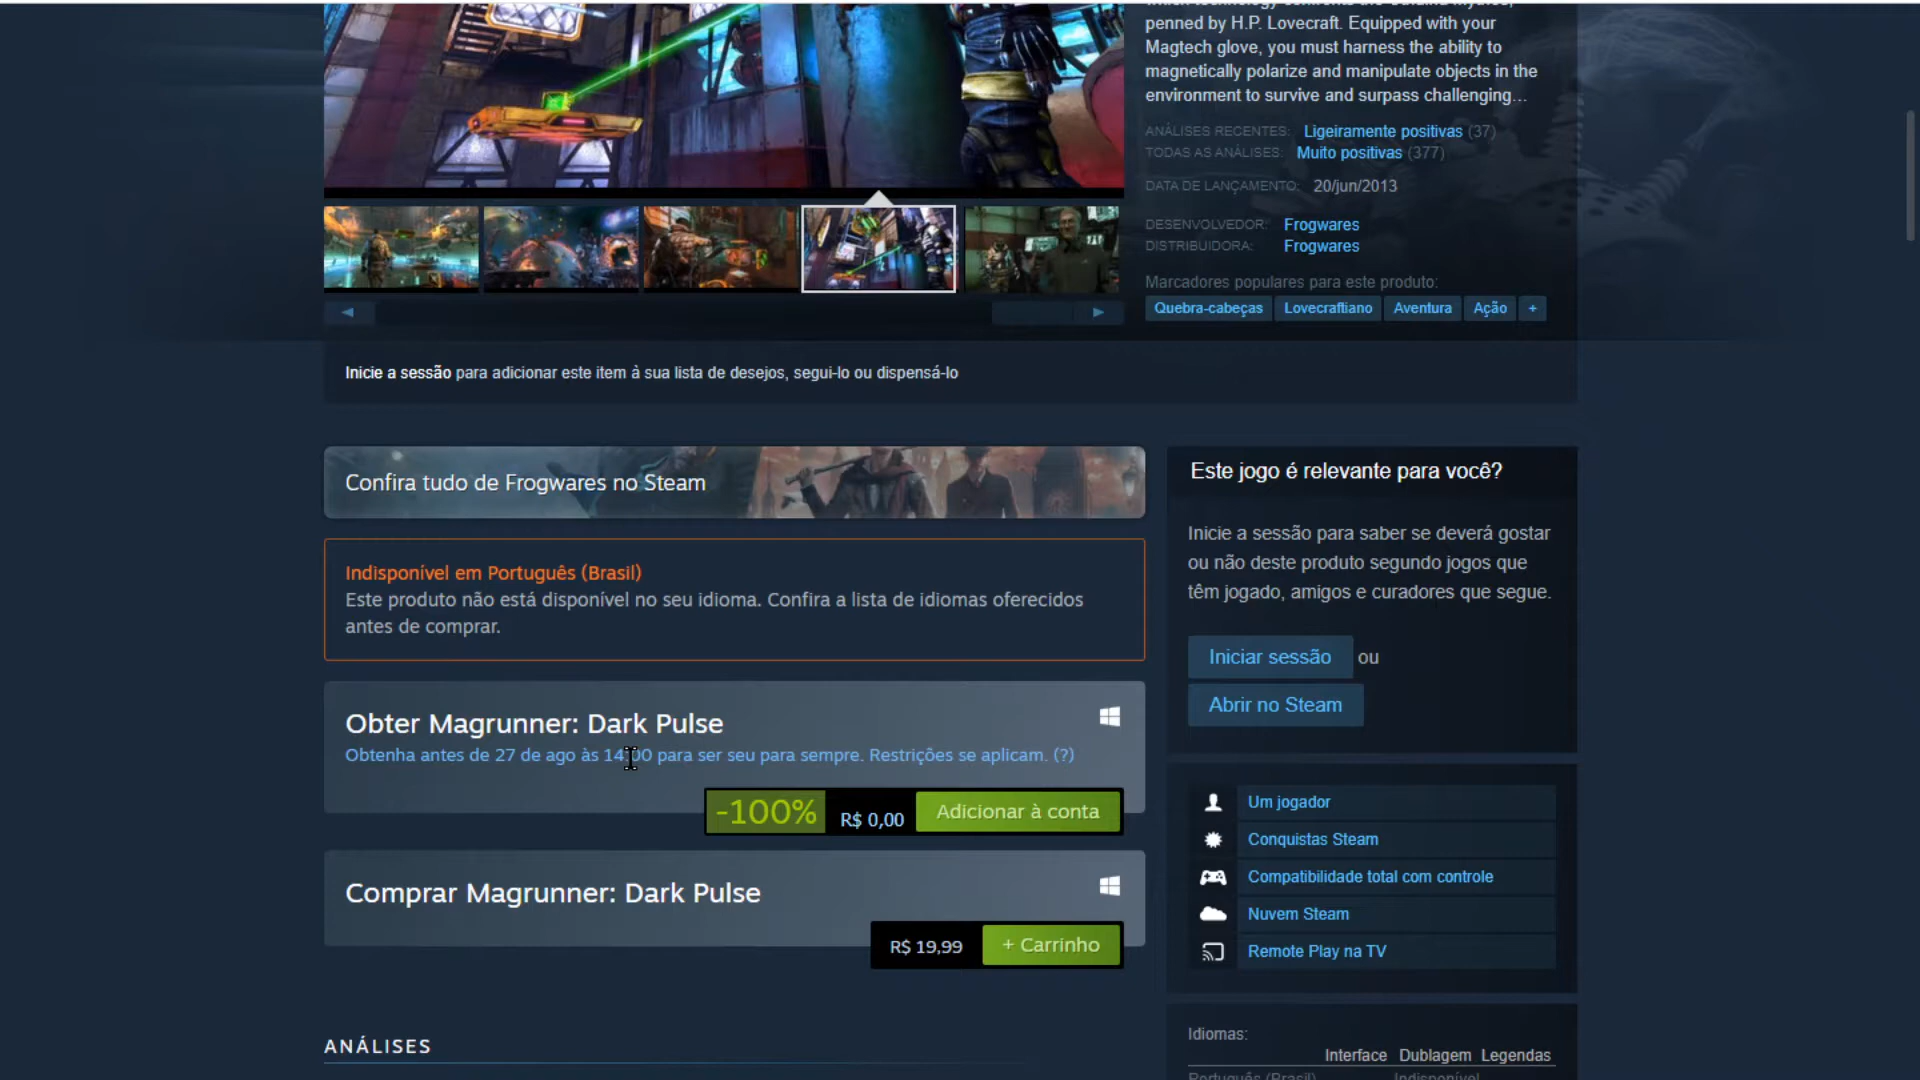 penned by H.P. Lovecraft. Equipped with your
Magtech glove, you must harness the ability to
magnetically polarize and manipulate objects in the
environment to survive and surpass challenging...
ANÁLISES RECENTES: Ligeiramente positivas (37)
TODAS AS ANÁLISES: Muito positivas (377)
DATA DE LANÇAMENTO: 20/jun/2013
DESENVOLVEDOR: Frogwares
DISTRIBUIDORA: Frogwares
Marcadores populares para este produto:
Quebra-cabeças Lovecraftiano Aventura Ação +
Inicie a sessão para adicionar este item à sua lista de desejos, segui-lo ou dispensá-lo
Confira tudo de Frogwares no Steam
Indisponível em Português (Brasil)
Este produto não está disponível no seu idioma. Confira a lista de idiomas oferecidos
antes de comprar.
Obter Magrunner: Dark Pulse
Obtenha antes de 27 de ago às 14:00 para ser seu para sempre. Restrições se aplicam. (?)
-100% R$ 0,00 Adicionar à conta
Comprar Magrunner: Dark Pulse
R$ 19,99 + Carrinho
ANÁLISES
Este jogo é relevante para você?
Inicie a sessão para saber se deverá gostar
ou não deste produto segundo jogos que
têm jogado, amigos e curadores que segue.
Iniciar sessão ou
Abrir no Steam
Um jogador
Conquistas Steam
Compatibilidade total com controle
Nuvem Steam
Remote Play na TV
Idiomas:
Interface Dublagem Legendas
Português (Brasil) Indisponível